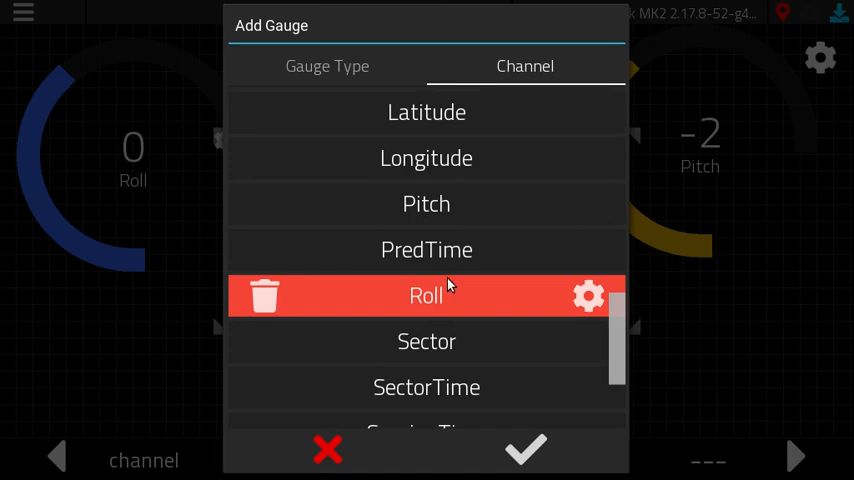 Add Gauge
k MK2 2.17.8-52-g4...
Gauge Type
Channel
Latitude
Longitude
Pitch
PredTime
Roll
Sector
SectorTime
0
Roll
-2
Pitch
channel
---